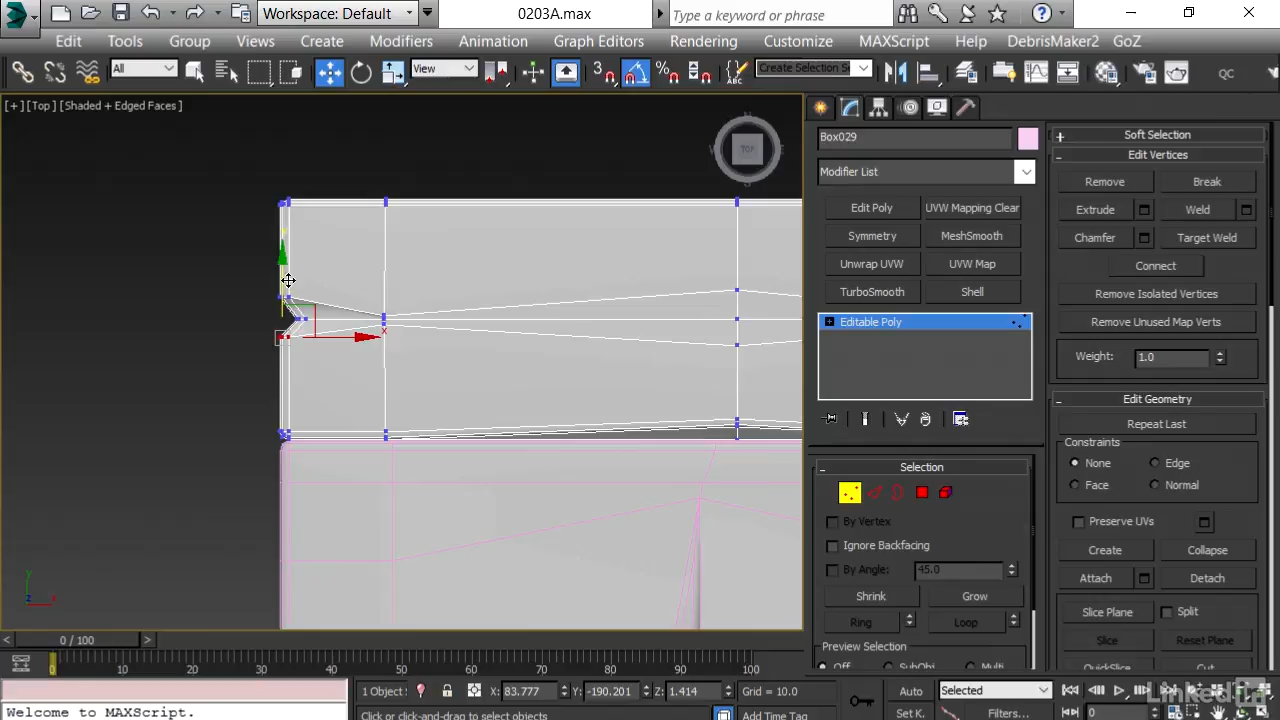 Workspace: Default
0203A.max
Type a keyword or phrase
Edit Tools Group Views Create Modifiers Animation Graph Editors Rendering Customize MAXScript Help DebrisMaker2 GoZ
All View Create Selection Se QC
[+] [Top] [Shaded + Edged Faces]
TOP
Box029
Modifier List
Edit Poly UVW Mapping Clear
Symmetry MeshSmooth
Unwrap UVW UVW Map
TurboSmooth Shell
Editable Poly
Selection
By Vertex
Ignore Backfacing
By Angle: 45.0
Shrink Grow
Ring Loop
Preview Selection
Off SubObj Multi
Soft Selection
Edit Vertices
Remove Break
Extrude Weld
Chamfer Target Weld
Connect
Remove Isolated Vertices
Remove Unused Map Verts
Weight: 1.0
Edit Geometry
Repeat Last
Constraints
None Edge
Face Normal
Preserve UVs
Create Collapse
Attach Detach
Slice Plane Split
Slice Reset Plane
QuickSlice Cut
x
y
x
0 / 100
0 10 20 30 40 50 60 70 80 90 100
1 Object X: 83.777 Y: -190.201 Z: 1.414 Grid = 10.0 Auto Selected
Welcome to MAXScript.
Click or click-and-drag to select objects Add Time Tag Set K. Filters... 0